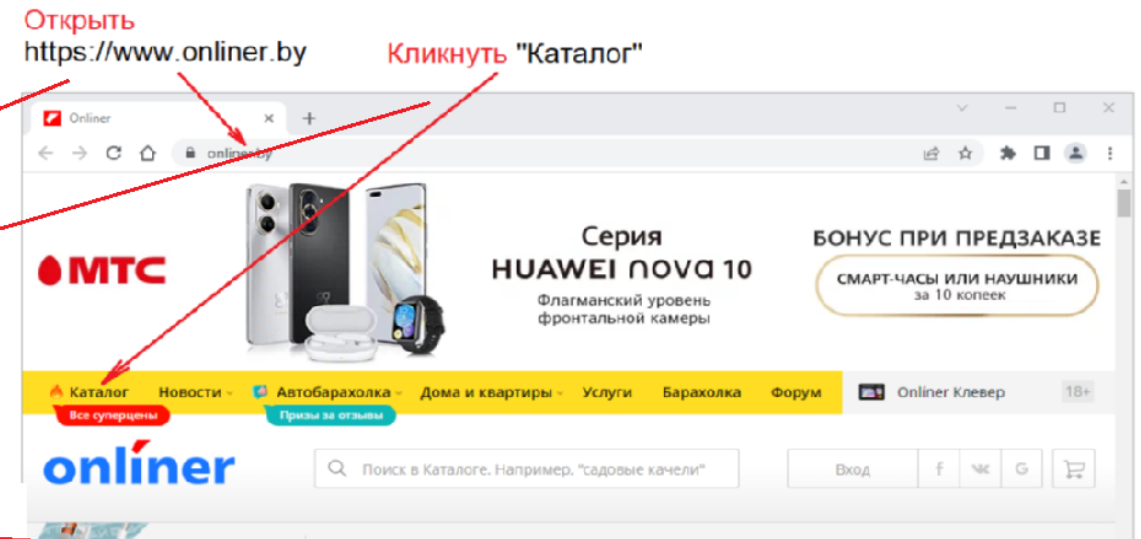 Открыть
https://www.onliner.by
Кликнуть "Каталог"
Onliner
onliner.by
МТС
Серия
HUAWEI nova 10
Флагманский уровень
фронтальной камеры
БОНУС ПРИ ПРЕДЗАКАЗЕ
СМАРТ-ЧАСЫ ИЛИ НАУШНИКИ
за 10 копеек
Каталог Новости Автобарахолка Дома и квартиры Услуги Барахолка Форум Onliner Клевер 18+
Все суперцены Призы за отзывы
onliner
Поиск в Каталоге. Например, "садовые качели"
Вход f vk G